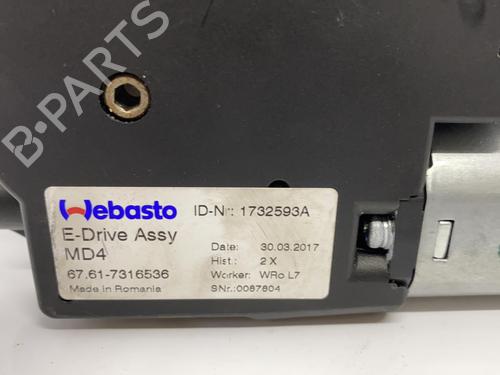 B-PARTS
Webasto
ID-Nr: 1732593A
E-Drive Assy
MD4
Date: 30.03.2017
Hist.: 2 X
67.61-7316536
Worker: WRo L7
Made in Romania
SNr.:0087804